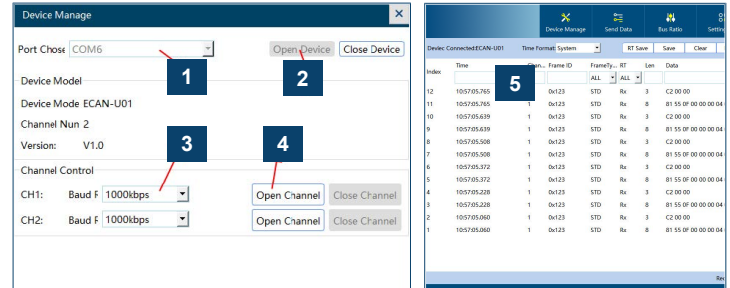 Device Manage ×
Port Chose COM6 Open Device Close Device
1
2
Device Model
Device Mode ECAN-U01
Channel Nun 2
Version: V1.0
3
4
Channel Control
CH1: Baud F 1000kbps Open Channel Close Channel
CH2: Baud F 1000kbps Open Channel Close Channel
Device Manage Send Data Bus Ratio Setting
Deviec Connected:ECAN-U01 Time Format: System RT Save Save Clear
Index Time Chan... Frame ID FrameTy... RT Len Data
ALL ALL
5
12 10:57:05.765 1 0x123 STD Rx 3 C2 00 00
11 10:57:05.765 1 0x123 STD Rx 8 81 55 0F 00 00 00 04
10 10:57:05.639 1 0x123 STD Rx 3 C2 00 00
9 10:57:05.639 1 0x123 STD Rx 8 81 55 0F 00 00 00 04
8 10:57:05.508 1 0x123 STD Rx 3 C2 00 00
7 10:57:05.508 1 0x123 STD Rx 8 81 55 0F 00 00 00 04
6 10:57:05.372 1 0x123 STD Rx 3 C2 00 00
5 10:57:05.372 1 0x123 STD Rx 8 81 55 0F 00 00 00 04
4 10:57:05.228 1 0x123 STD Rx 3 C2 00 00
3 10:57:05.228 1 0x123 STD Rx 8 81 55 0F 00 00 00 04
2 10:57:05.060 1 0x123 STD Rx 3 C2 00 00
1 10:57:05.060 1 0x123 STD Rx 8 81 55 0F 00 00 00 04